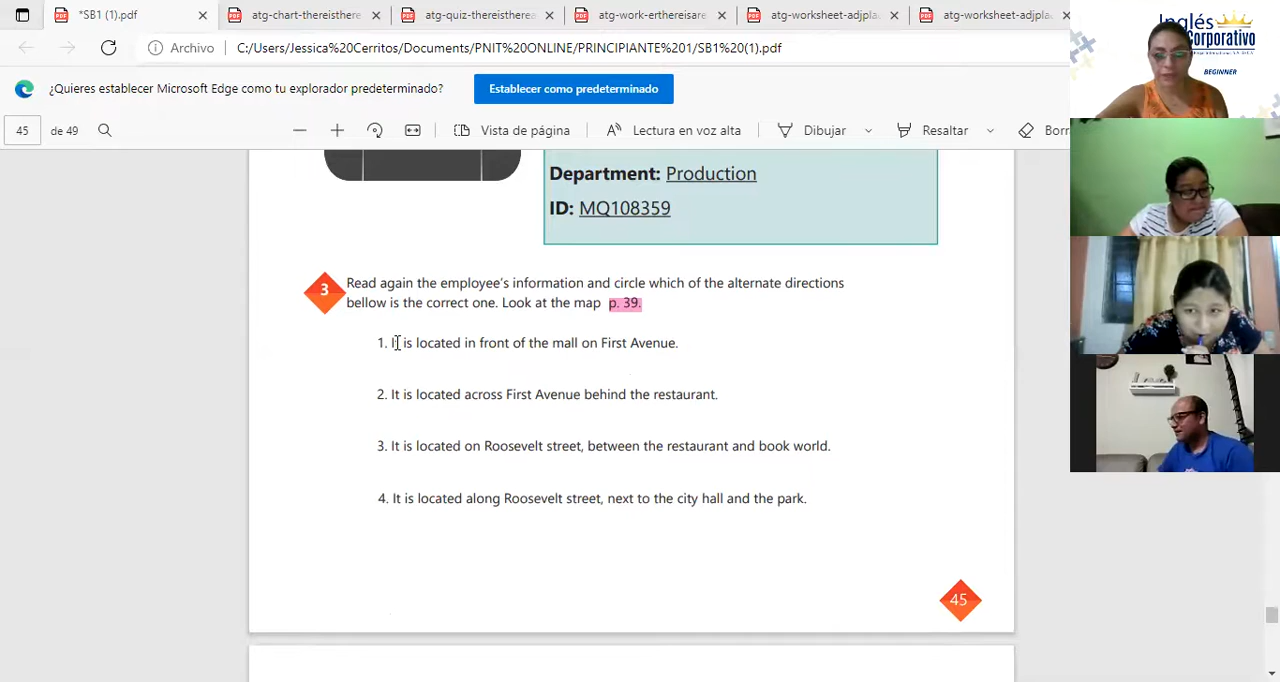 *SB1 (1).pdf
atg-chart-thereisthere
atg-quiz-therethere
atg-work-erthereisare
atg-worksheet-adjpla
atg-worksheet-adjpla
Archivo
C:/Users/Jessica%20Cerritos/Documents/PNIT%20ONLINE/PRINCIPIANTE%201/SB1%20(1).pdf
Inglés
Corporativo
BEGINNER
¿Quieres establecer Microsoft Edge como tu explorador predeterminado?
Establecer como predeterminado
45 de 49
Vista de página
Lectura en voz alta
Dibujar
Resaltar
Borr
Department: Production
ID: MQ108359
3 Read again the employee's information and circle which of the alternate directions
bellow is the correct one. Look at the map p. 39.
1. It is located in front of the mall on First Avenue.
2. It is located across First Avenue behind the restaurant.
3. It is located on Roosevelt street, between the restaurant and book world.
4. It is located along Roosevelt street, next to the city hall and the park.
45